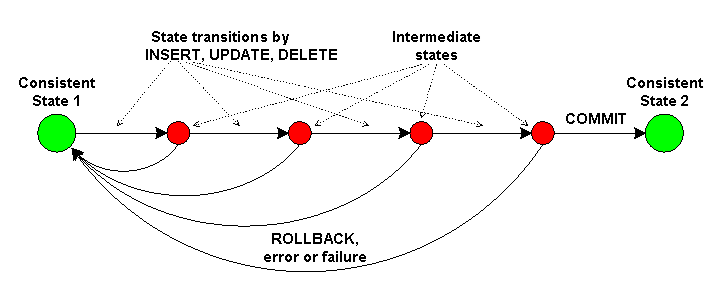 State transitions by
INSERT, UPDATE, DELETE
Intermediate
states
Consistent
State 1
Consistent
State 2
COMMIT
ROLLBACK,
error or failure